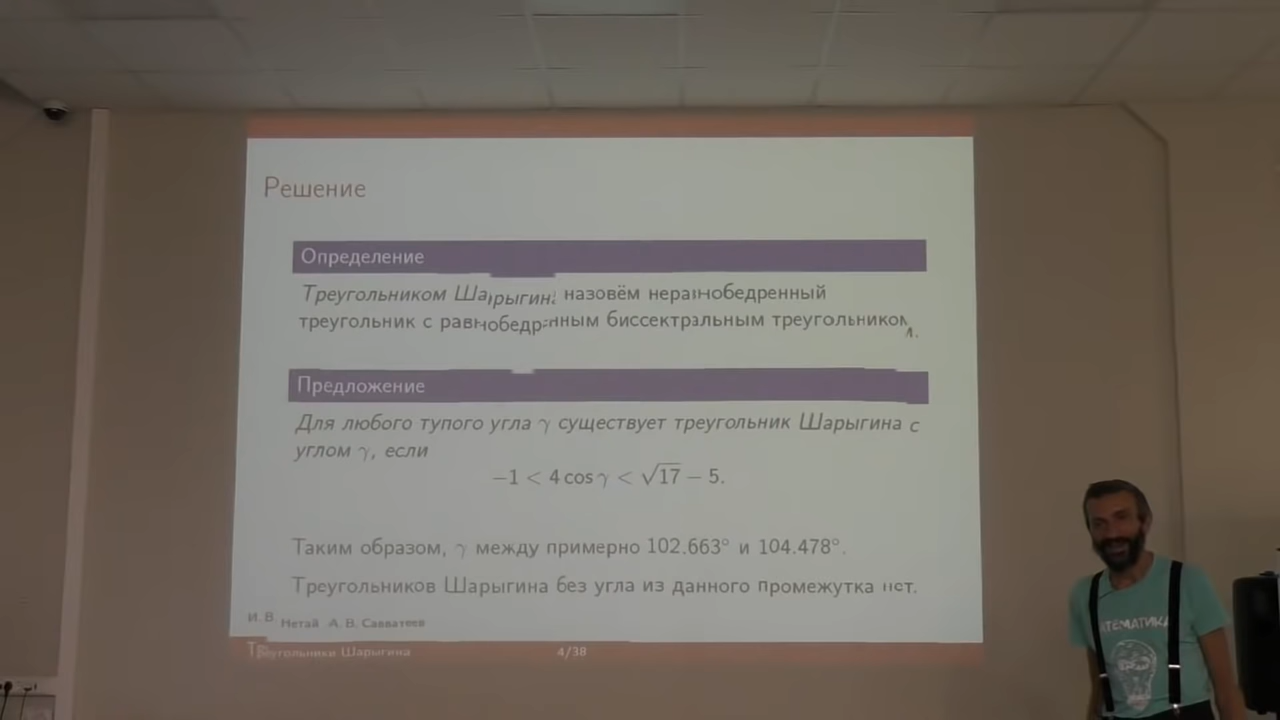 Решение
Определение
Треугольником Шарыгина назовём неравнобедренный
треугольник с равнобедренным биссектральным треугольником.
Предложение
Для любого тупого угла γ существует треугольник Шарыгина с
углом γ, если
−1 < 4 cos γ < √17 − 5.
Таким образом, γ между примерно 102.663° и 104.478°.
Треугольников Шарыгина без угла из данного промежутка нет.
И. В. Нетай А. В. Савватеев
Треугольники Шарыгина 4/38
МАТЕМАТИКА